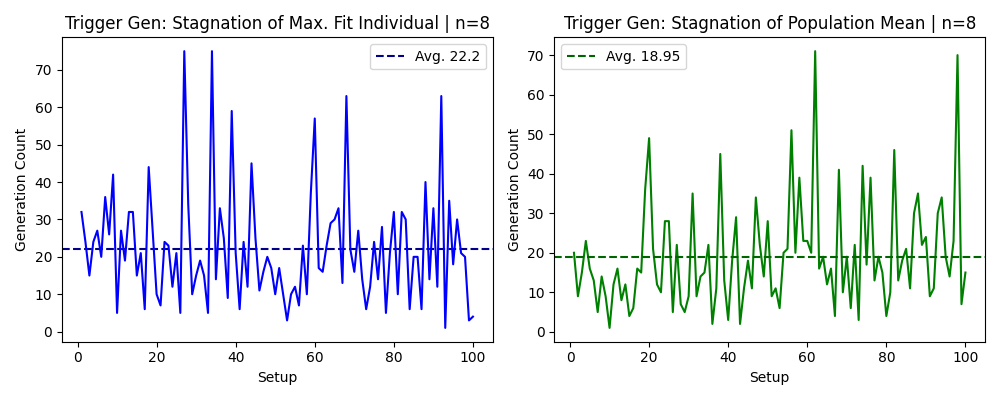 Trigger Gen: Stagnation of Max. Fit Individual | n=8
Avg. 22.2
Generation Count
70
60
50
40
30
20
10
0
0 20 40 60 80 100
Setup
Trigger Gen: Stagnation of Population Mean | n=8
Avg. 18.95
Generation Count
70
60
50
40
30
20
10
0
0 20 40 60 80 100
Setup